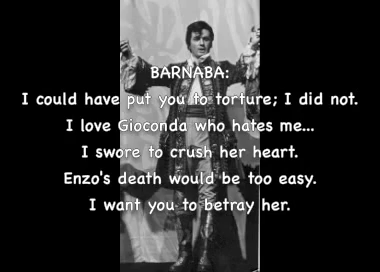 BARNABA:
I could have put you to torture; I did not.
I love Gioconda who hates me...
I swore to crush her heart.
Enzo's death would be too easy.
I want you to betray her.